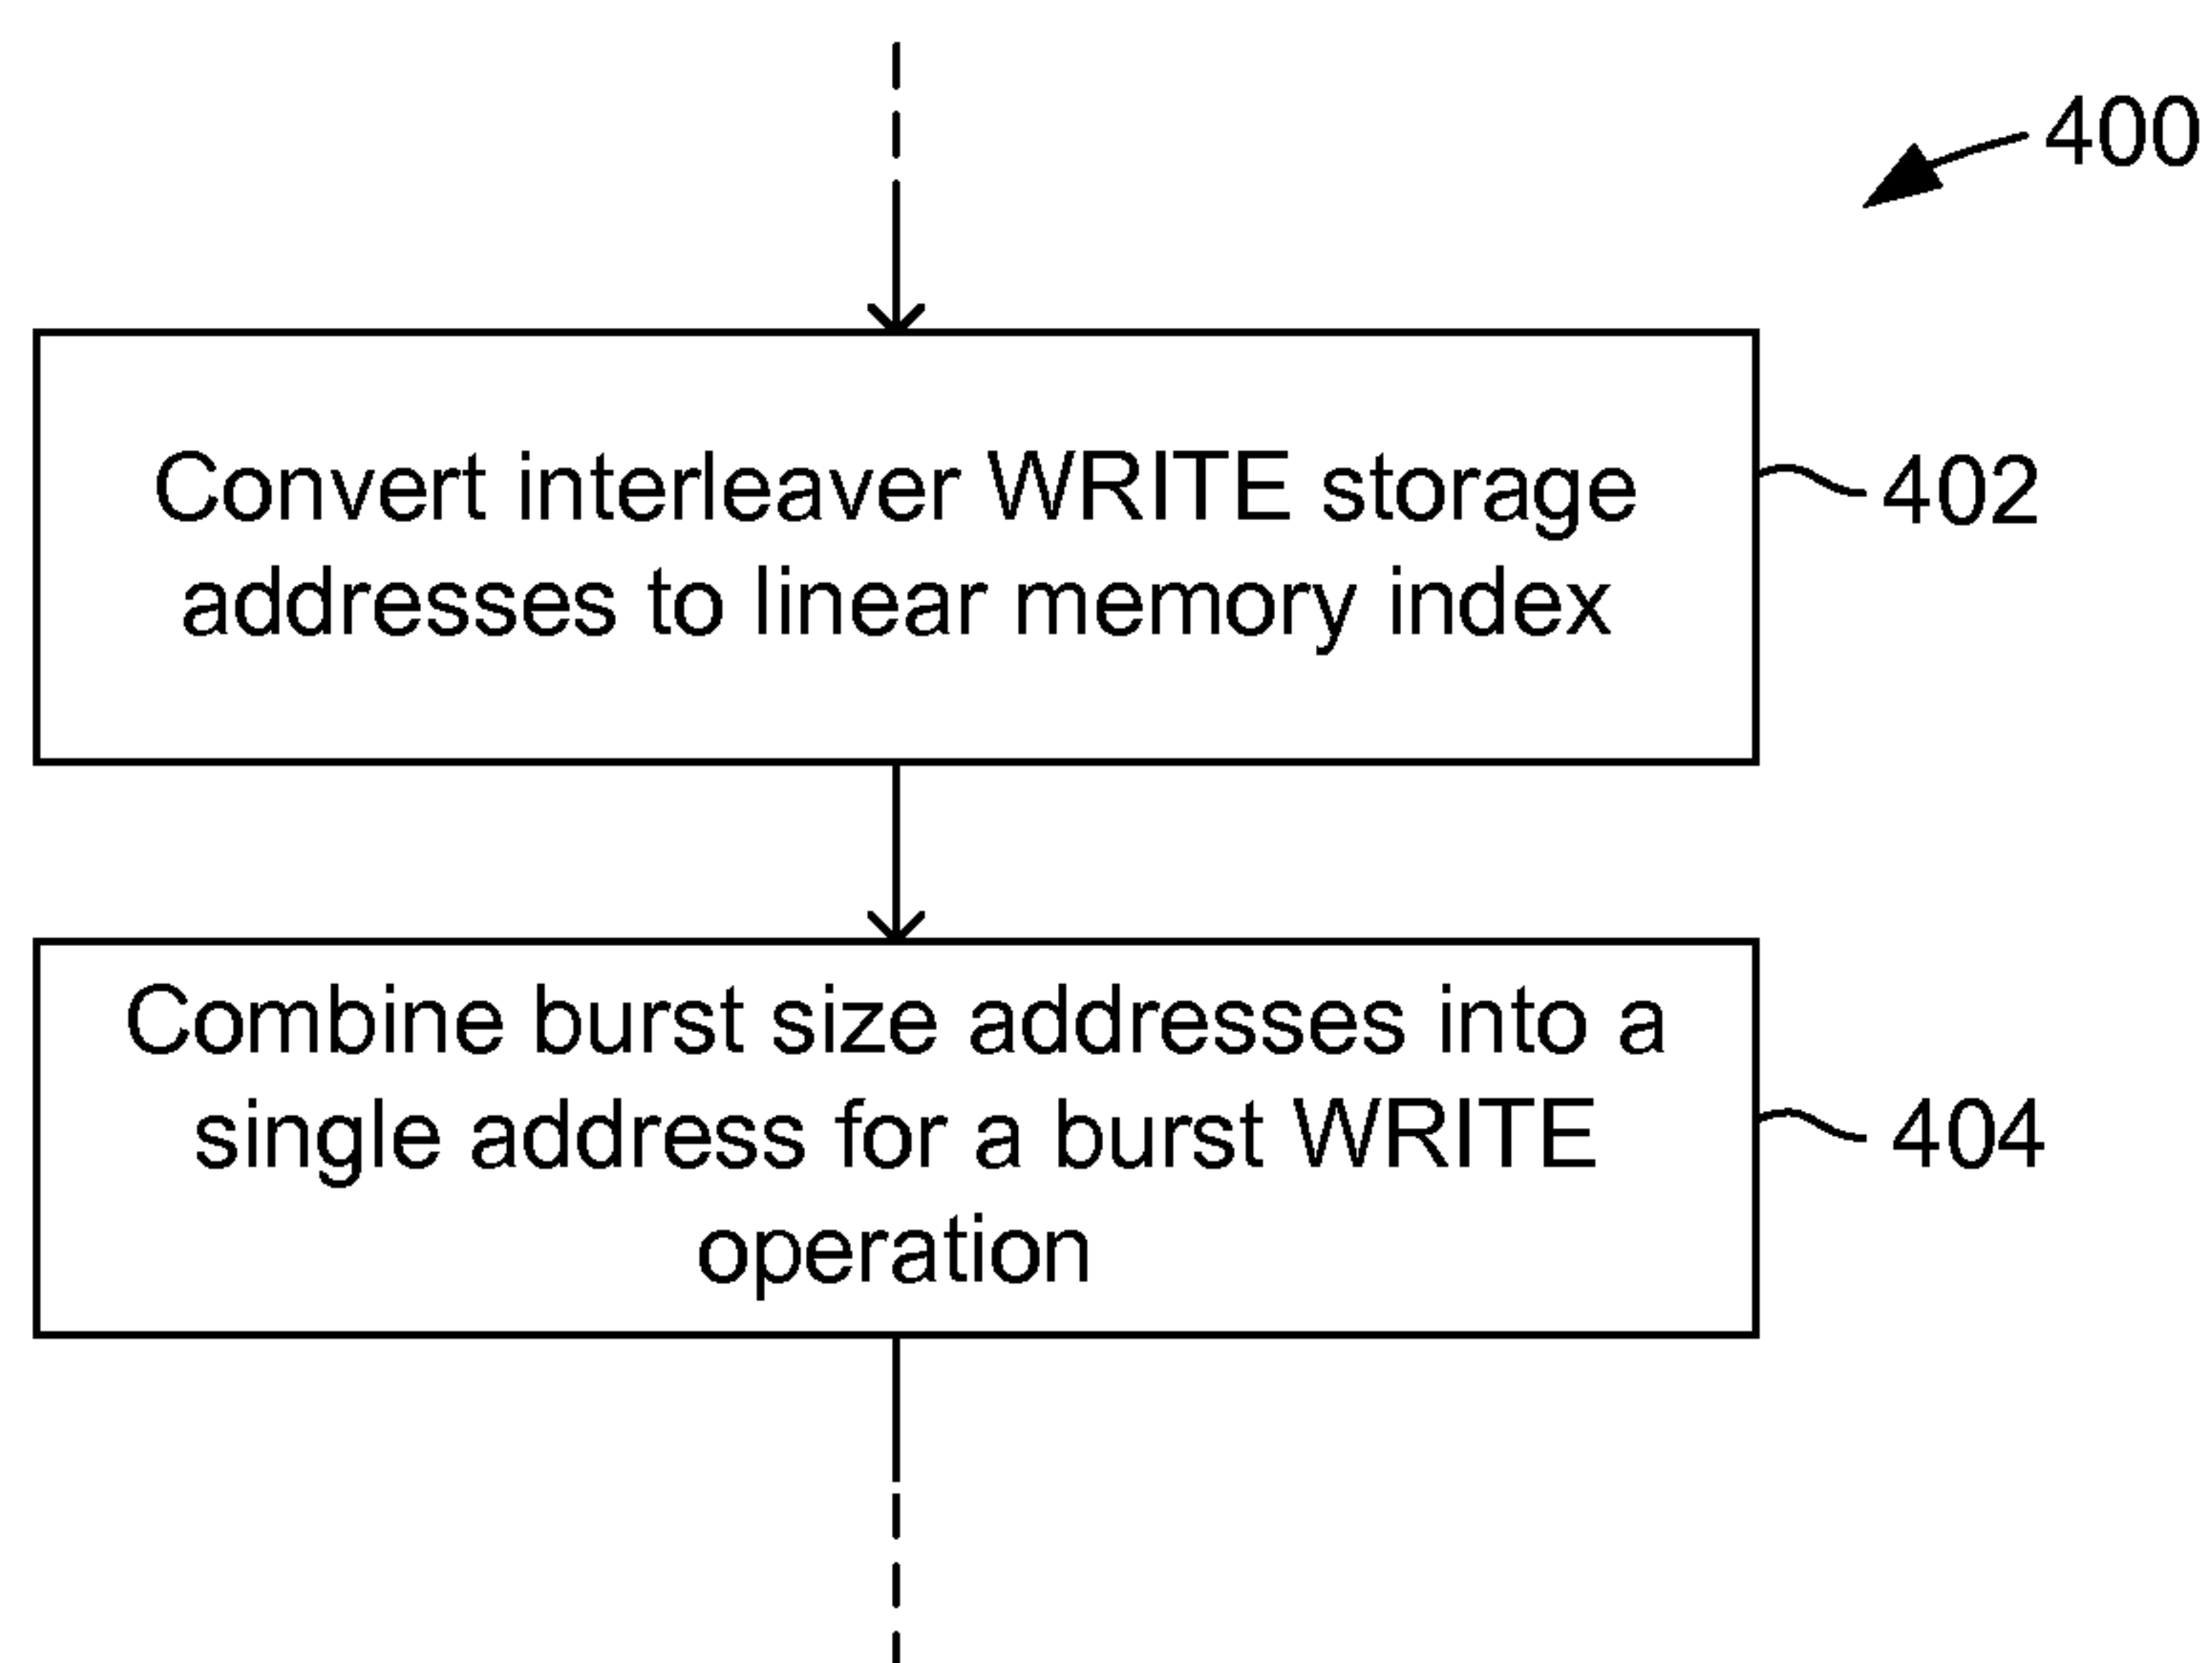 400
Convert interleaver WRITE storage
addresses to linear memory index
402
Combine burst size addresses into a
single address for a burst WRITE
operation
404